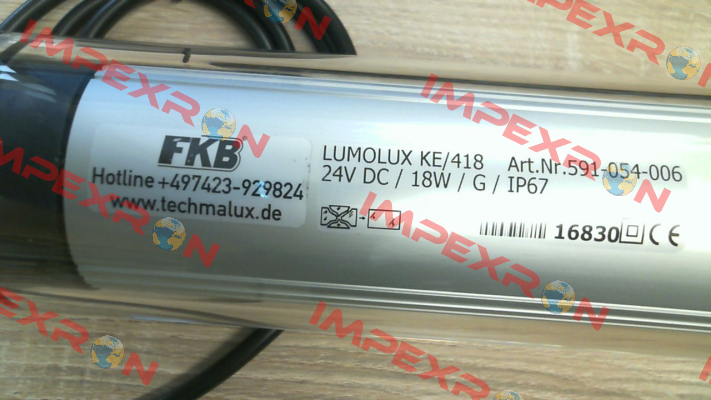 FKB®
Hotline +497423-929824
www.techmalux.de
LUMOLUX KE/418 Art.Nr.591-054-006
24V DC / 18W / G / IP67
16830 CE
IMPEXRON
IMPEXRON
IMPEXRON
IMPEXRON
IMPEXRON
IMPEXRON